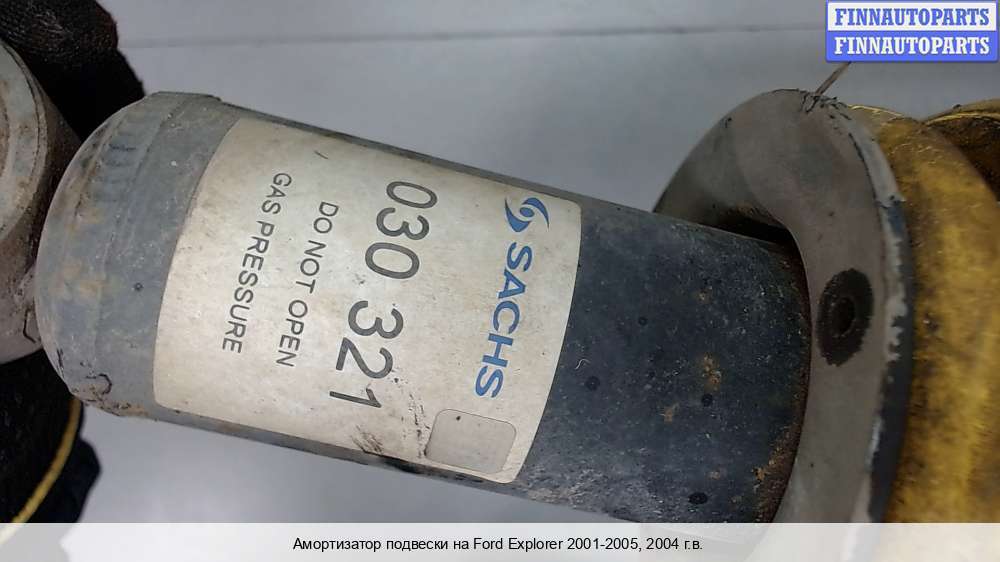 FINNAUTOPARTS
FINNAUTOPARTS
SACHS
030 321
DO NOT OPEN
GAS PRESSURE
Амортизатор подвески на Ford Explorer 2001-2005, 2004 г.в.